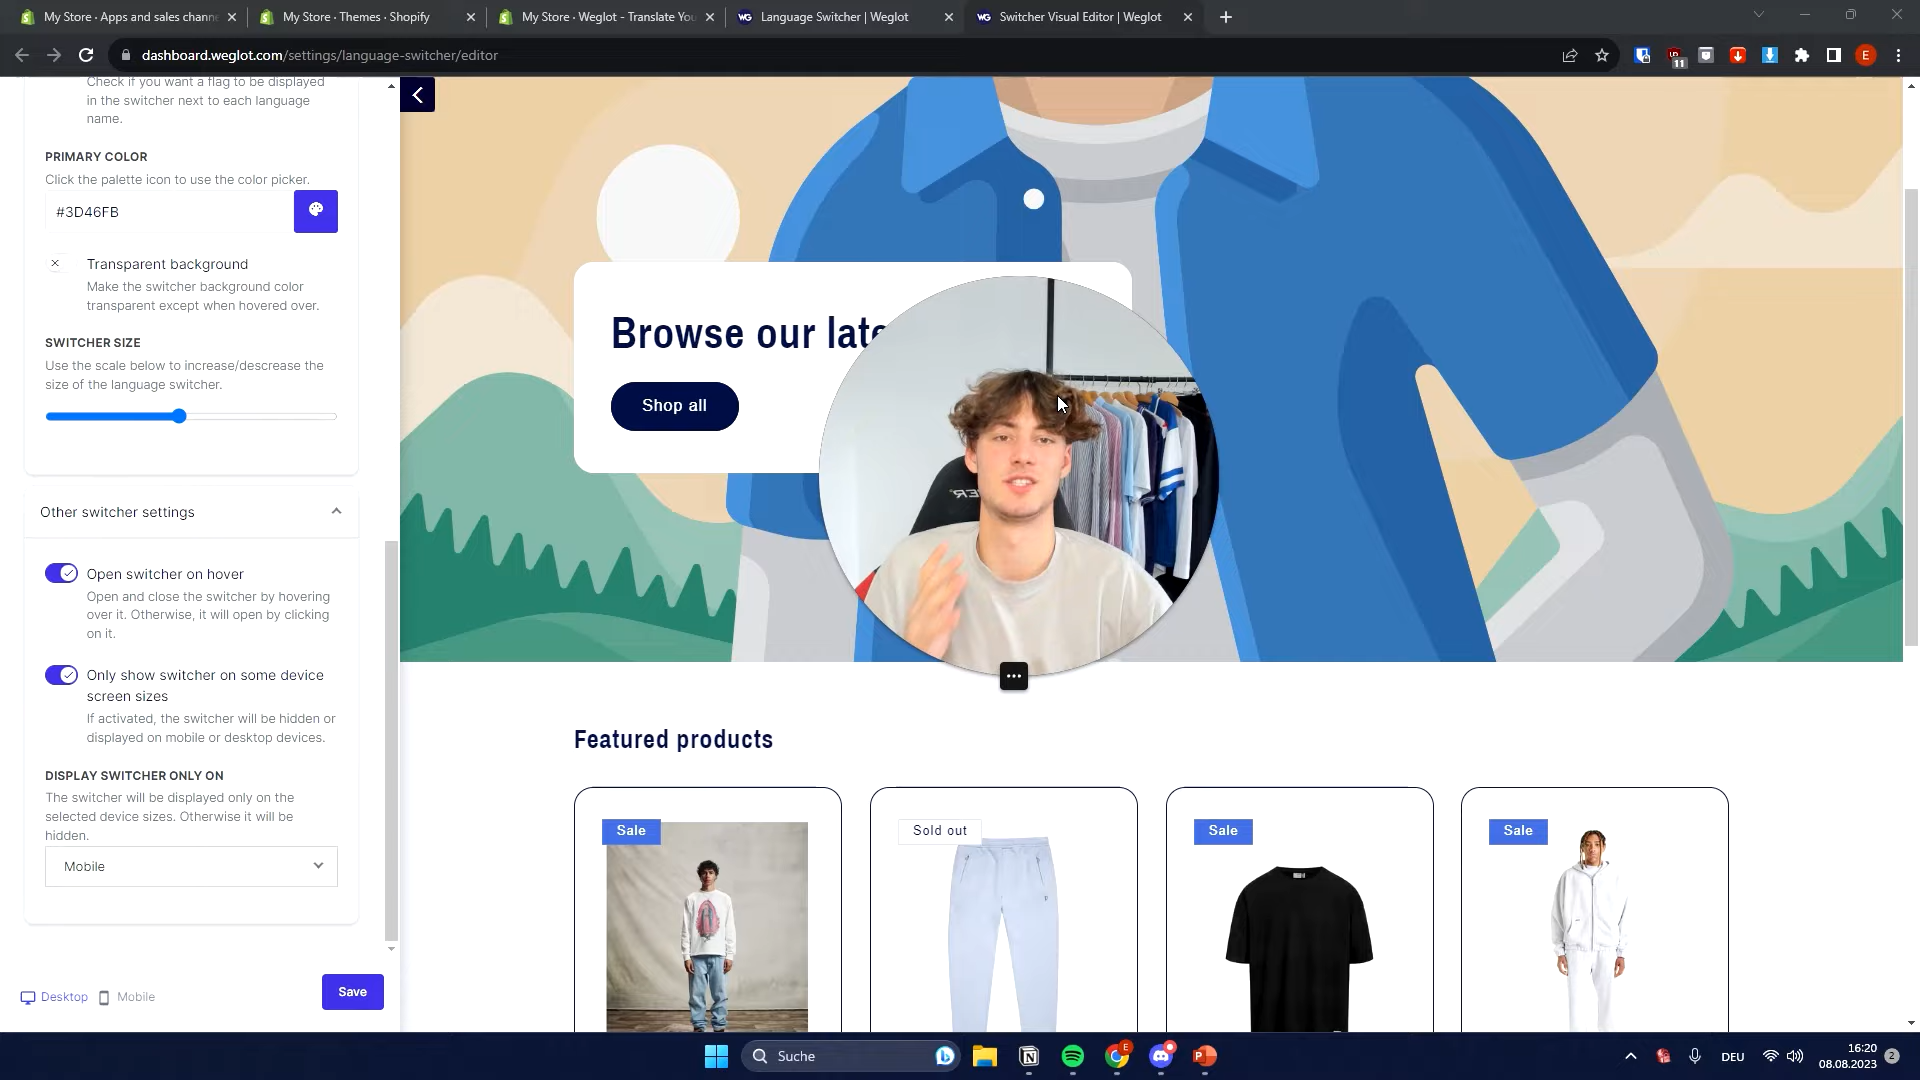 My Store · Apps and sales chann
My Store · Themes · Shopify
My Store · Weglot - Translate You
Language Switcher | Weglot
Switcher Visual Editor | Weglot
dashboard.weglot.com/settings/language-switcher/editor
11
E
Check if you want a flag to be displayed
in the switcher next to each language
name.
PRIMARY COLOR
Click the palette icon to use the color picker.
#3D46FB
Transparent background
Make the switcher background color
transparent except when hovered over.
SWITCHER SIZE
Use the scale below to increase/descrease the
size of the language switcher.
Other switcher settings
Open switcher on hover
Open and close the switcher by hovering
over it. Otherwise, it will open by clicking
on it.
Only show switcher on some device
screen sizes
If activated, the switcher will be hidden or
displayed on mobile or desktop devices.
DISPLAY SWITCHER ONLY ON
The switcher will be displayed only on the
selected device sizes. Otherwise it will be
hidden.
Mobile
Desktop
Mobile
Save
Browse our late
Shop all
Featured products
Sale
Sold out
Sale
Sale
Suche
DEU
16:20
08.08.2023
2